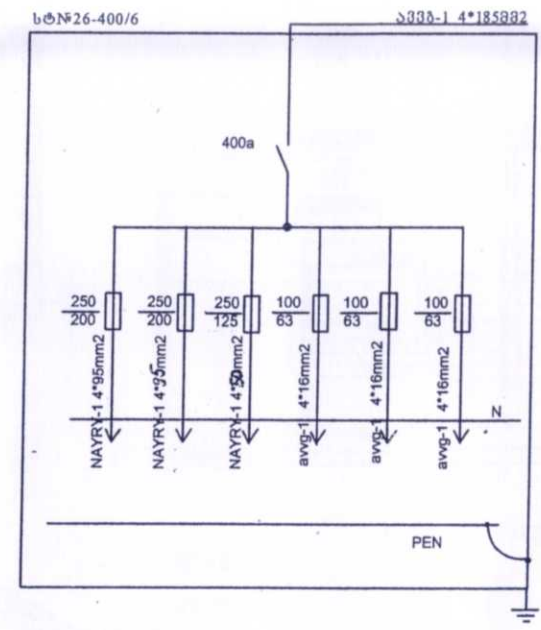 სტ№26-400/6
ავვგ-1 4*185მმ2
400a
250
200
250
200
250
125
100
63
100
63
100
63
NAYRY-1 4*95mm2
NAYRY-1 4*95mm2
NAYRY-1 4*50mm2
avvg-1 4*16mm2
avvg-1 4*16mm2
avvg-1 4*16mm2
N
PEN